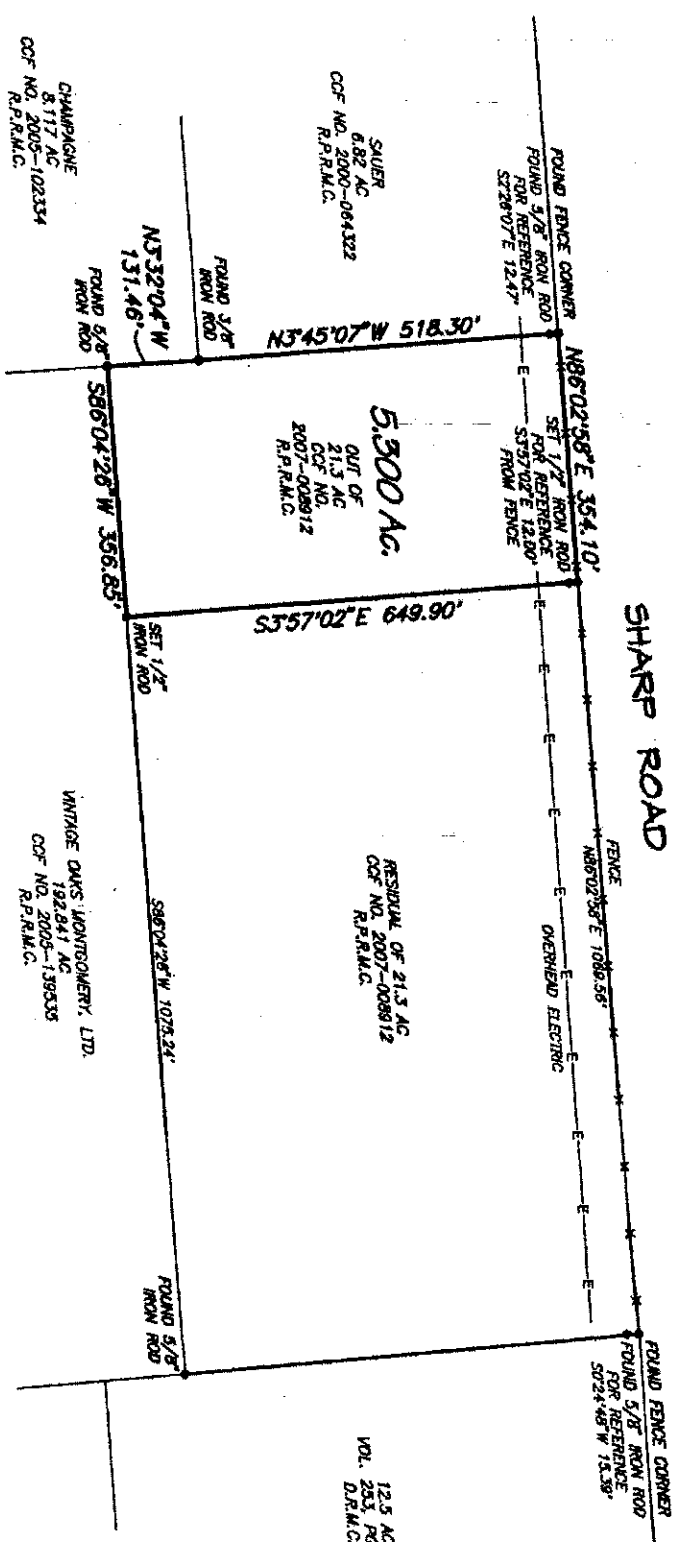 SHARP ROAD
FOUND FENCE CORNER
FOUND 5/8" IRON ROD
FOR REFERENCE
S2°26'07"E 12.47'
N86°02'58"E 354.10'
SET 1/2" IRON ROD
FOR REFERENCE
S3°57'02"E 12.00'
FROM FENCE
FENCE
N86°02'58"E 1069.56'
OVERHEAD ELECTRIC
FOUND FENCE CORNER
FOUND 5/8" IRON ROD
FOR REFERENCE
S0°24'48"W 15.39'
SAUER
6.82 AC
CCF NO. 2000-064322
R.P.R.M.C.
N3°45'07"W 518.30'
5.300 AC.
OUT OF
21.3 AC
CCF NO.
2007-008912
R.P.R.M.C.
S3°57'02"E 649.90'
RESIDUAL OF 21.3 AC
CCF NO. 2007-008912
R.P.R.M.C.
12.5 AC
VOL. 253, PG
D.R.M.C.
FOUND 3/8"
IRON ROD
N3°32'04"W
131.46'
FOUND 5/8"
IRON ROD
S86°04'26"W 356.85'
SET 1/2"
IRON ROD
S86°04'26"W 1075.24'
FOUND 5/8"
IRON ROD
CHAMPAGNE
8.117 AC
CCF NO. 2005-102334
R.P.R.M.C.
VINTAGE OAKS MONTGOMERY, LTD.
192.841 AC
CCF NO. 2005-139535
R.P.R.M.C.
E E E E E E E E E E E